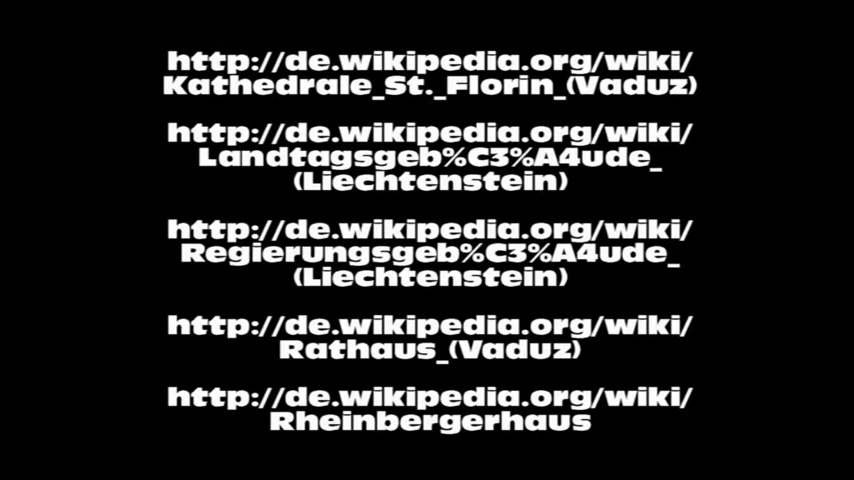 http://de.wikipedia.org/wiki/
Kathedrale_St._Florin_(Vaduz)
http://de.wikipedia.org/wiki/
Landtagsgeb%C3%A4ude_
(Liechtenstein)
http://de.wikipedia.org/wiki/
Regierungsgeb%C3%A4ude_
(Liechtenstein)
http://de.wikipedia.org/wiki/
Rathaus_(Vaduz)
http://de.wikipedia.org/wiki/
Rheinbergerhaus